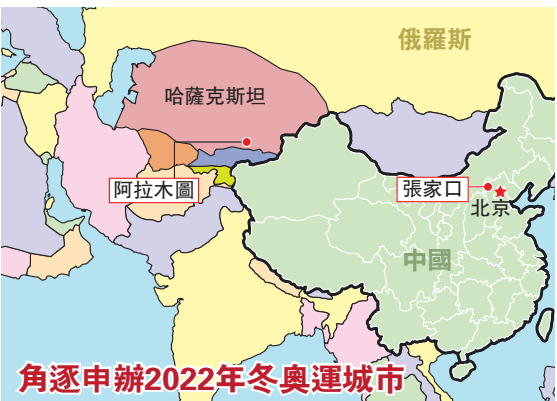 俄羅斯
哈薩克斯坦
阿拉木圖
張家口
北京
中國
角逐申辦2022年冬奧運城市